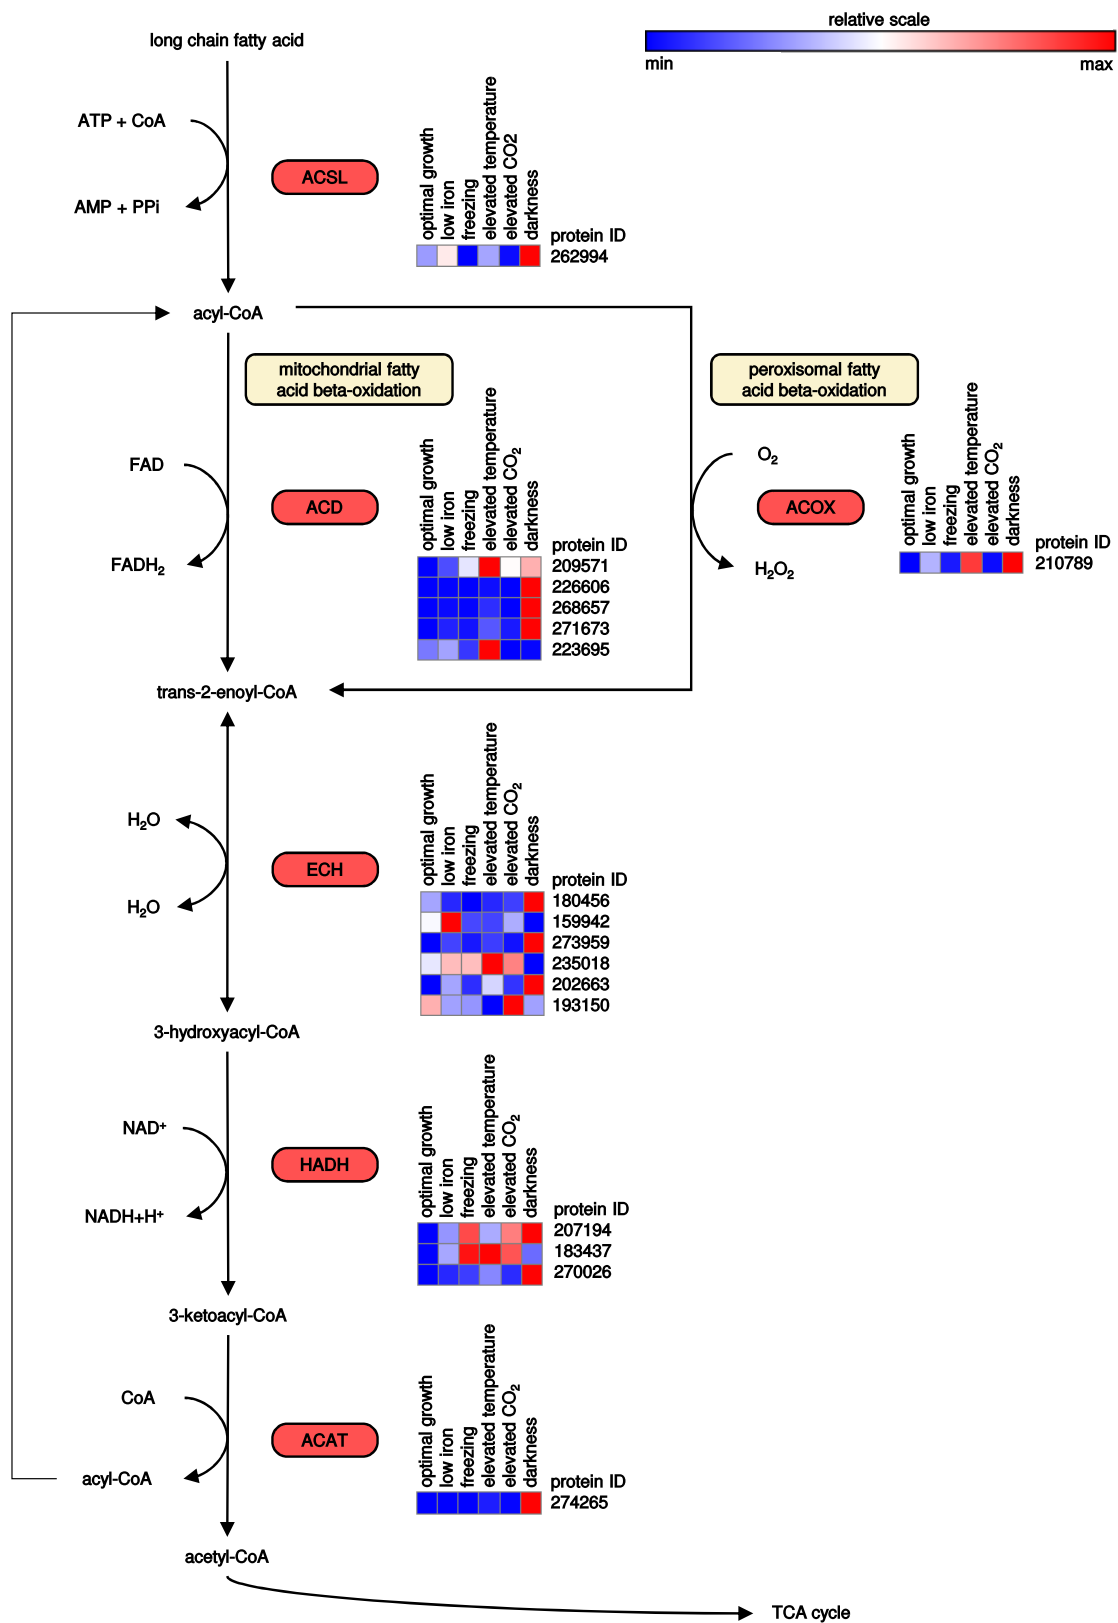 relative scale
min max
long chain fatty acid
ATP + CoA
ACSL
AMP + PPi
optimal growth
low iron
freezing
elevated temperature
elevated CO2
darkness
protein ID
262994
acyl-CoA
mitochondrial fatty
acid beta-oxidation
peroxisomal fatty
acid beta-oxidation
FAD
ACD
FADH₂
optimal growth
low iron
freezing
elevated temperature
elevated CO₂
darkness
protein ID
209571
226606
268657
271673
223695
O₂
ACOX
H₂O₂
optimal growth
low iron
freezing
elevated temperature
elevated CO₂
darkness
protein ID
210789
trans-2-enoyl-CoA
H₂O
ECH
H₂O
optimal growth
low iron
freezing
elevated temperature
elevated CO₂
darkness
protein ID
180456
159942
273959
235018
202663
193150
3-hydroxyacyl-CoA
NAD⁺
HADH
NADH+H⁺
optimal growth
low iron
freezing
elevated temperature
elevated CO₂
darkness
protein ID
207194
183437
270026
3-ketoacyl-CoA
CoA
ACAT
acyl-CoA
optimal growth
low iron
freezing
elevated temperature
elevated CO₂
darkness
protein ID
274265
acetyl-CoA
TCA cycle